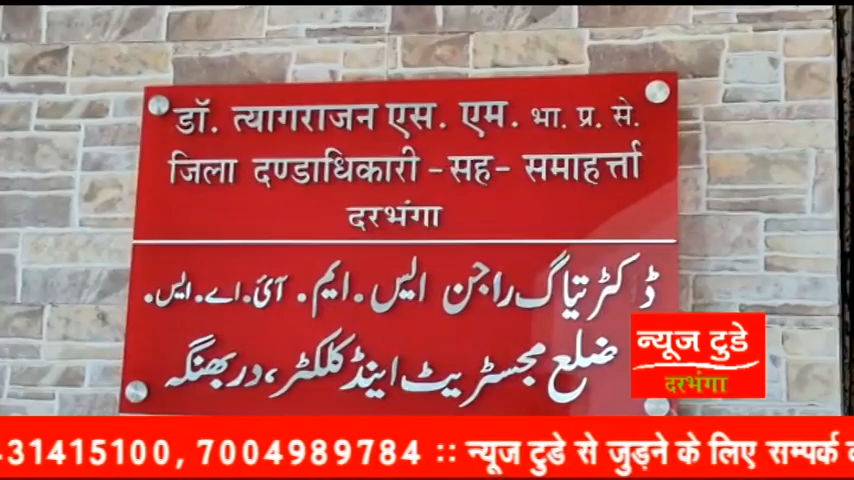 डॉ. त्यागराजन एस. एम. भा. प्र. से.
जिला दण्डाधिकारी -सह- समाहर्त्ता
दरभंगा
ڈاکٹر تیاگ راجن ایس. ایم. آئی.اے.ایس.
ضلع مجسٹریٹ اینڈ کلکٹر، دربھنگہ
न्यूज टुडे
दरभंगा
31415100, 7004989784 :: न्यूज टुडे से जुड़ने के लिए सम्पर्क